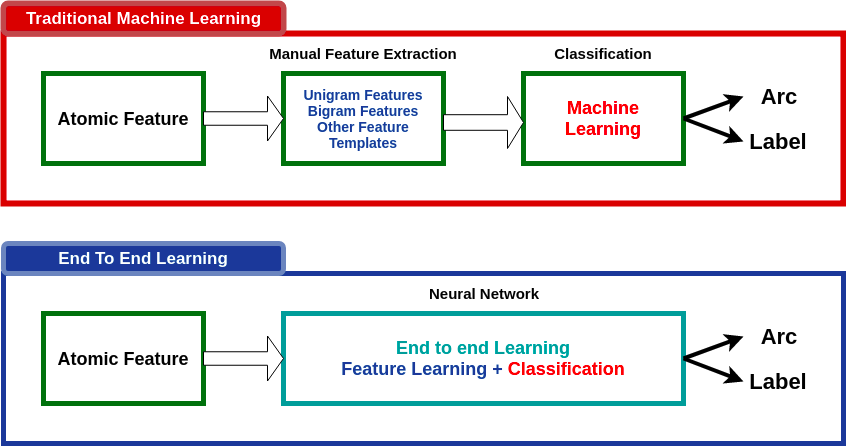 Traditional Machine Learning
Manual Feature Extraction
Classification
Atomic Feature
Unigram Features
Bigram Features
Other Feature
Templates
Machine
Learning
Arc
Label
End To End Learning
Neural Network
Atomic Feature
End to end Learning
Feature Learning + Classification
Arc
Label